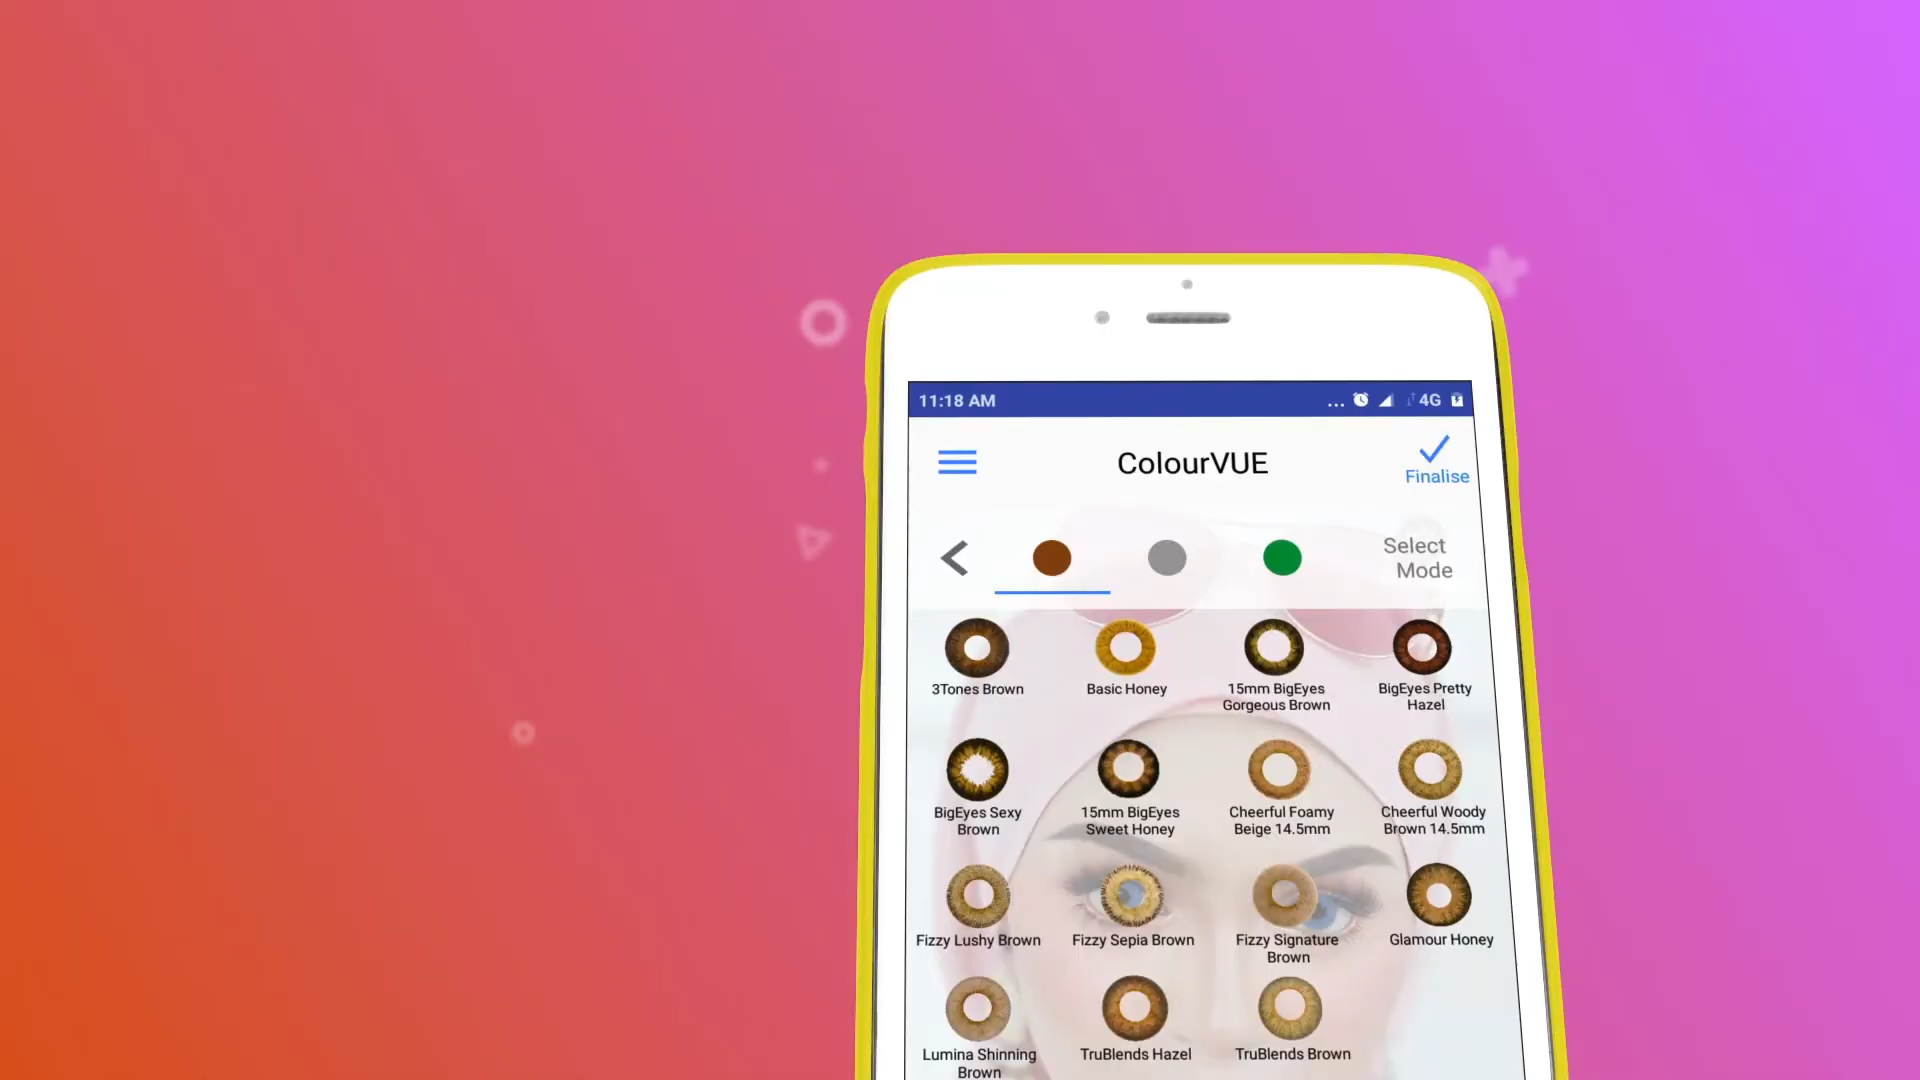 11:18 AM
... 4G
ColourVUE
Finalise
Select
Mode
3Tones Brown
Basic Honey
15mm BigEyes
Gorgeous Brown
BigEyes Pretty
Hazel
BigEyes Sexy
Brown
15mm BigEyes
Sweet Honey
Cheerful Foamy
Beige 14.5mm
Cheerful Woody
Brown 14.5mm
Fizzy Lushy Brown
Fizzy Sepia Brown
Fizzy Signature
Brown
Glamour Honey
Lumina Shinning
Brown
TruBlends Hazel
TruBlends Brown